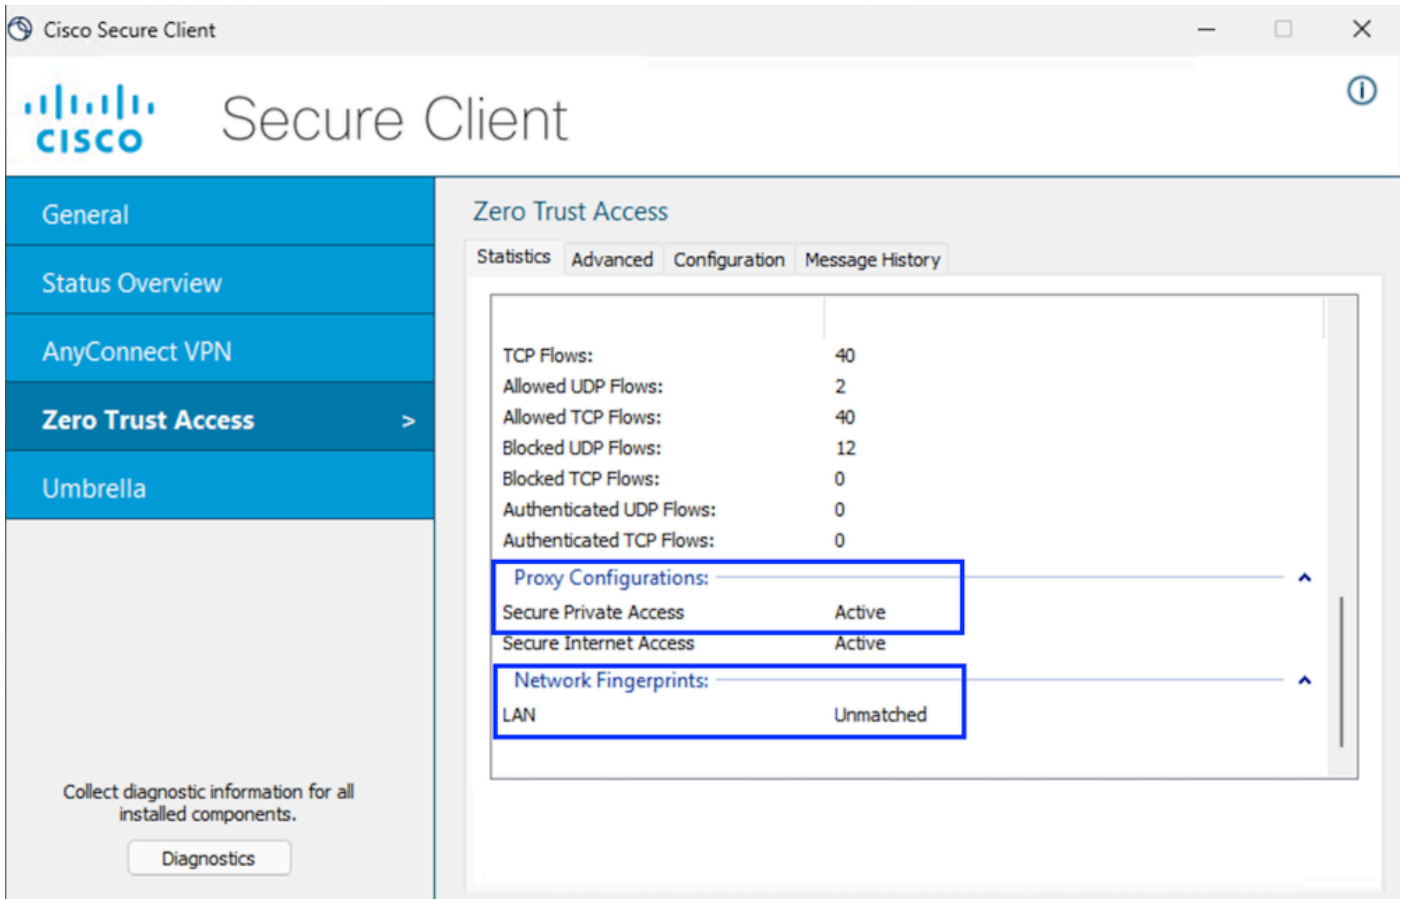 Cisco Secure Client
CISCO
Secure Client
General
Status Overview
AnyConnect VPN
Zero Trust Access >
Umbrella
Collect diagnostic information for all
installed components.
Diagnostics
Zero Trust Access
Statistics Advanced Configuration Message History
TCP Flows: 40
Allowed UDP Flows: 2
Allowed TCP Flows: 40
Blocked UDP Flows: 12
Blocked TCP Flows: 0
Authenticated UDP Flows: 0
Authenticated TCP Flows: 0
Proxy Configurations:
Secure Private Access Active
Secure Internet Access Active
Network Fingerprints:
LAN Unmatched